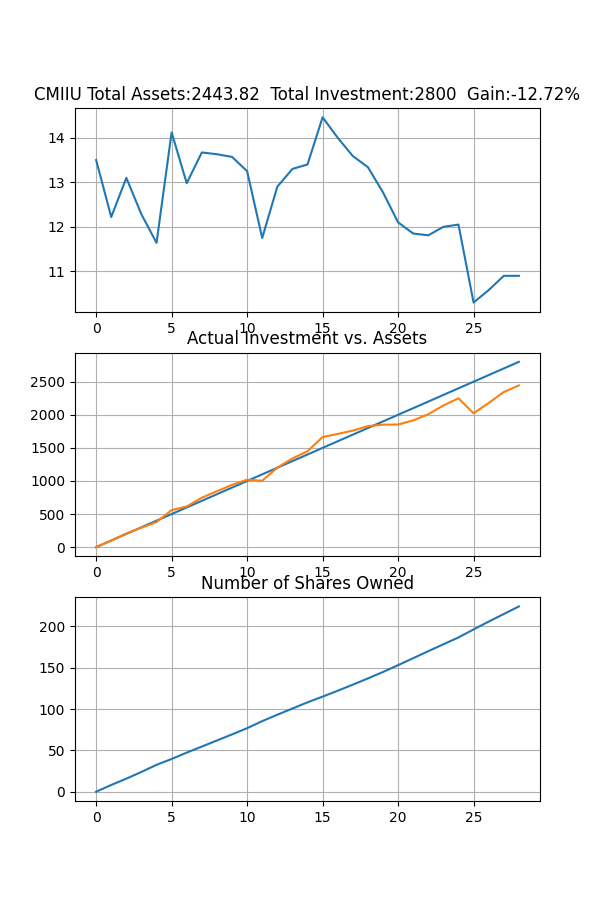 CMIIU Total Assets:2443.82  Total Investment:2800  Gain:-12.72%
14
13
12
11
0 5 10 15 20 25
Actual Investment vs. Assets
2500
2000
1500
1000
500
0
0 5 10 15 20 25
Number of Shares Owned
200
150
100
50
0
0 5 10 15 20 25